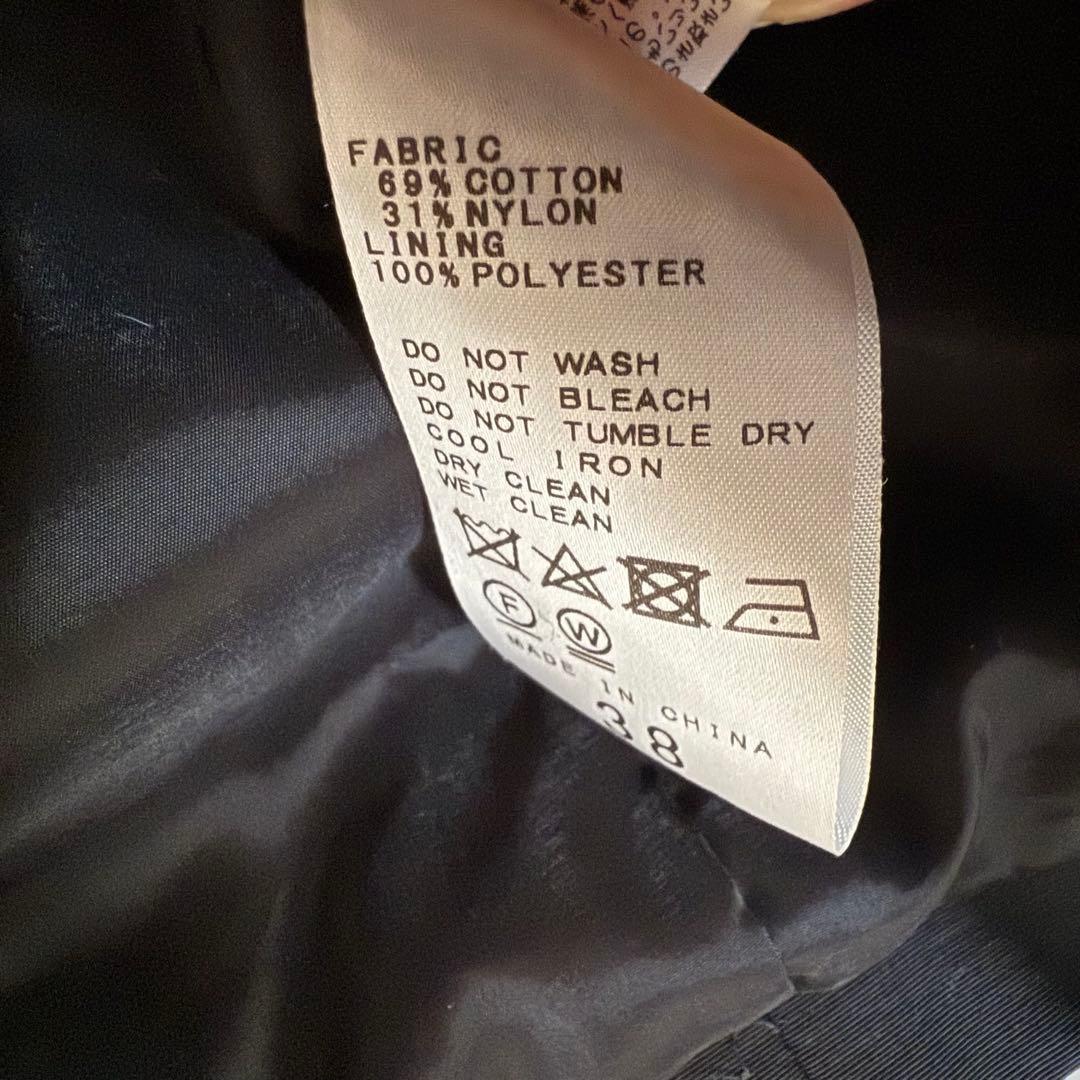 FABRIC
69% COTTON
31% NYLON
LINING
100% POLYESTER
DO NOT WASH
DO NOT BLEACH
DO NOT TUMBLE DRY
COOL IRON
DRY CLEAN
WET CLEAN
F W
MADE IN CHINA
38